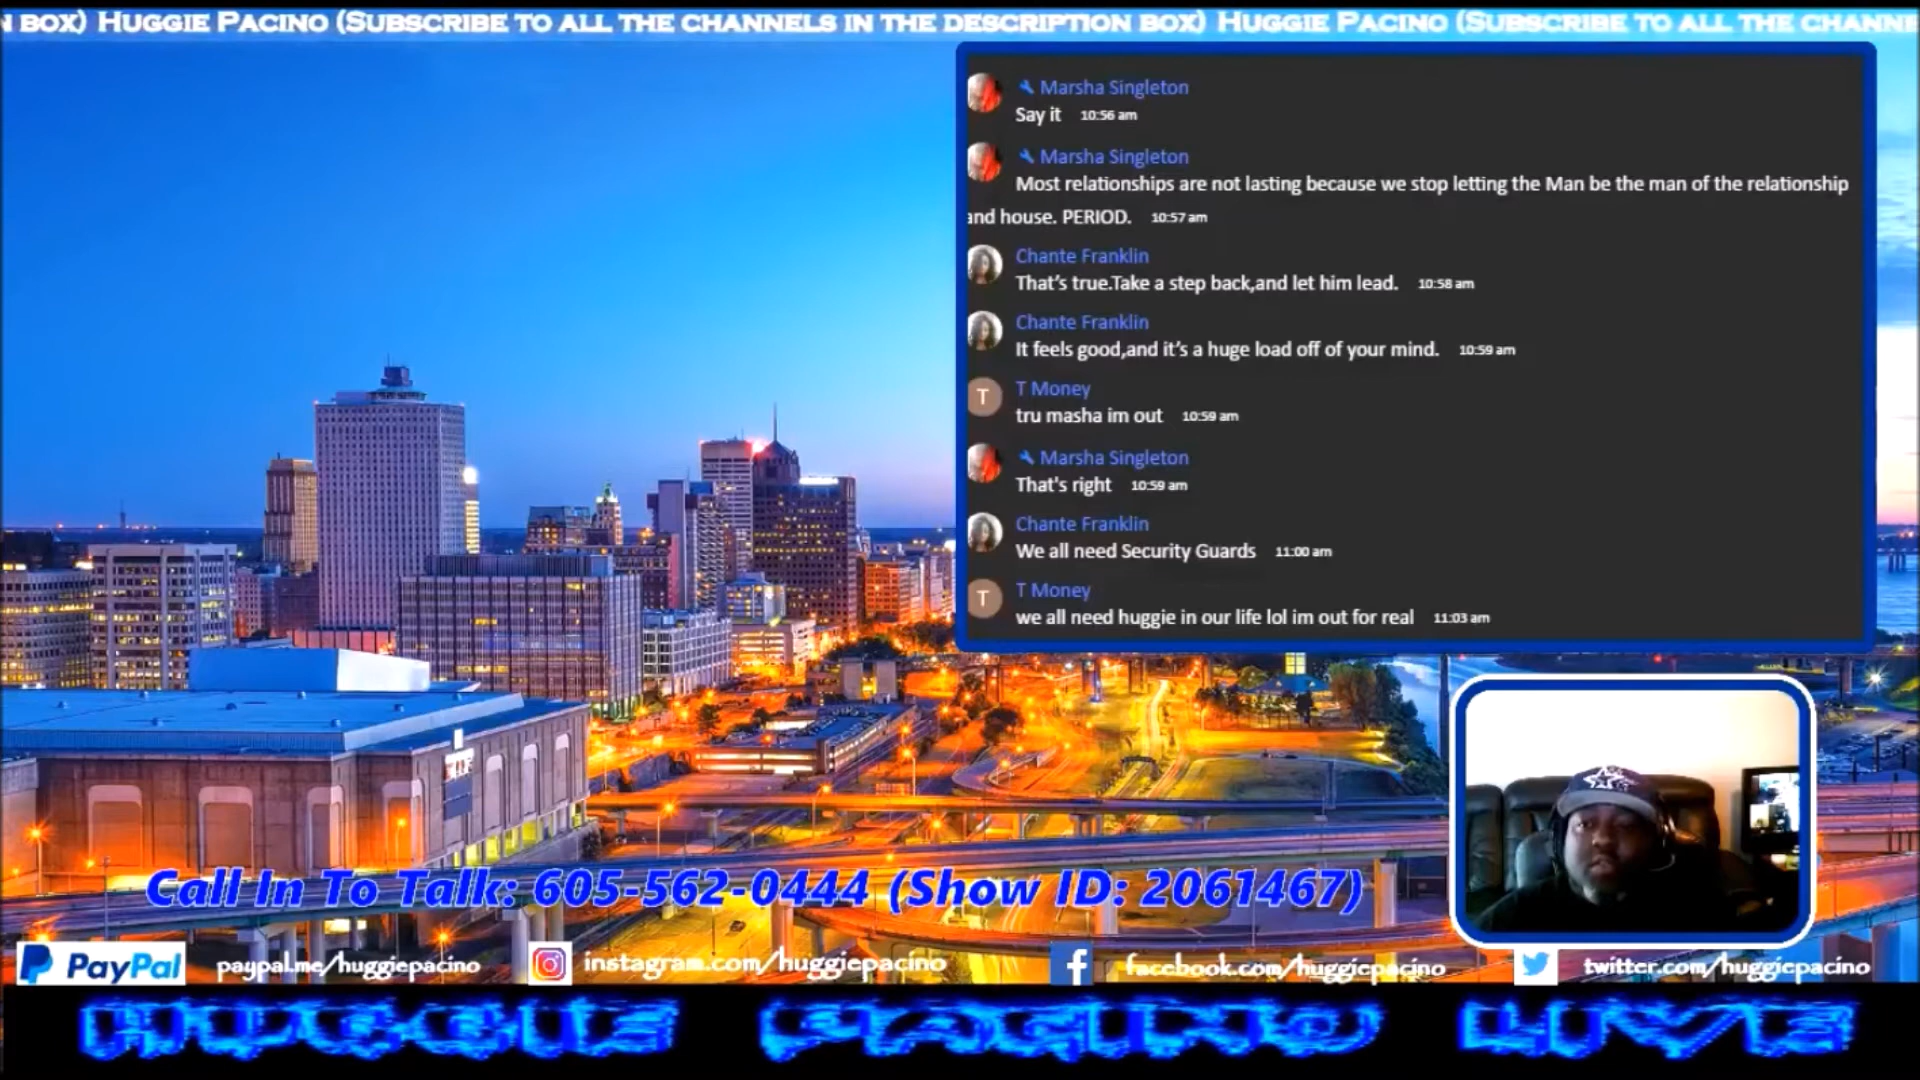 N BOX) HUGGIE PACINO (SUBSCRIBE TO ALL THE CHANNELS IN THE DESCRIPTION BOX) HUGGIE PACINO (SUBSCRIBE TO ALL THE CHANNE
Marsha Singleton
Say it 10:56 am
Marsha Singleton
Most relationships are not lasting because we stop letting the Man be the man of the relationship
and house. PERIOD. 10:57 am
Chante Franklin
That's true.Take a step back,and let him lead. 10:58 am
Chante Franklin
It feels good,and it's a huge load off of your mind. 10:59 am
T
T Money
tru masha im out 10:59 am
Marsha Singleton
That's right 10:59 am
Chante Franklin
We all need Security Guards 11:00 am
T
T Money
we all need huggie in our life lol im out for real 11:03 am
Call In To Talk: 605-562-0444 (Show ID: 2061467)
PayPal paypal.me/huggiepacino instagram.com/huggiepacino facebook.com/huggiepacino twitter.com/huggiepacino
HUGGIE PACINO LIVE